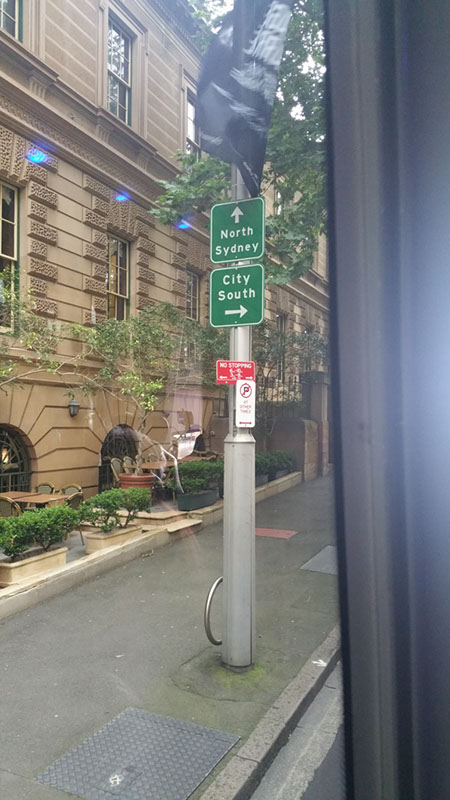 ↑
North
Sydney
City
South
→
NO STOPPING
P
AT
OTHER
TIMES